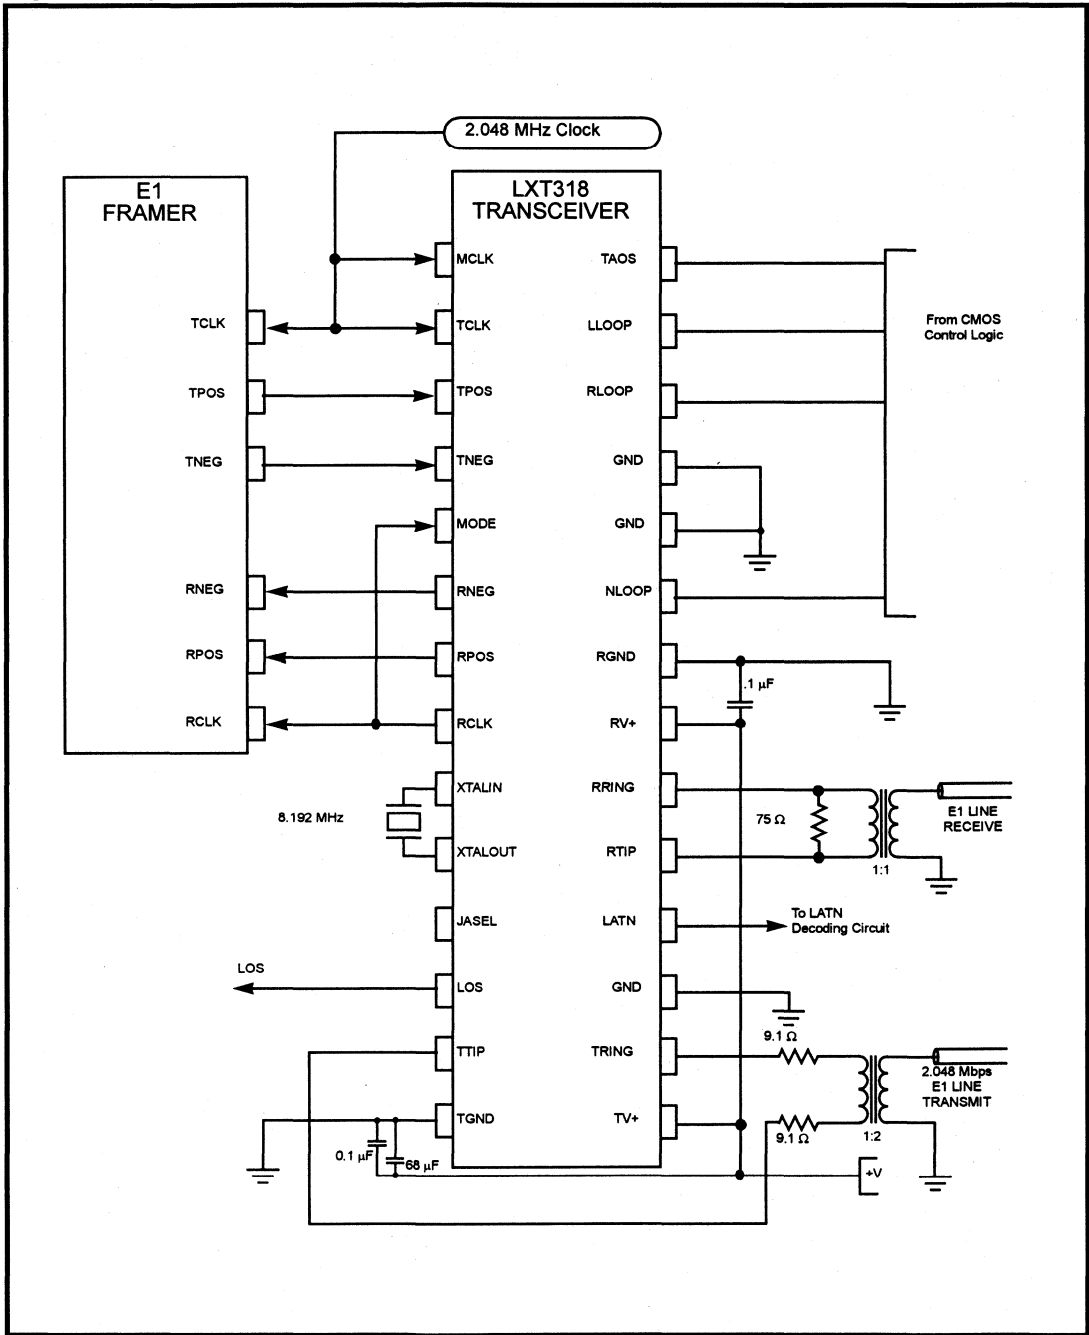 2.048 MHz Clock
E1
FRAMER
TCLK
TPOS
TNEG
RNEG
RPOS
RCLK
LXT318
TRANSCEIVER
MCLK
TCLK
TPOS
TNEG
MODE
RNEG
RPOS
RCLK
XTALIN
XTALOUT
JASEL
LOS
TTIP
TGND
TAOS
LLOOP
RLOOP
GND
GND
NLOOP
RGND
RV+
RRING
RTIP
LATN
GND
TRING
TV+
From CMOS
Control Logic
.1 µF
75 Ω
1:1
E1 LINE
RECEIVE
8.192 MHz
To LATN
Decoding Circuit
LOS
9.1 Ω
9.1 Ω
1:2
2.048 Mbps
E1 LINE
TRANSMIT
0.1 µF
68 µF
+V